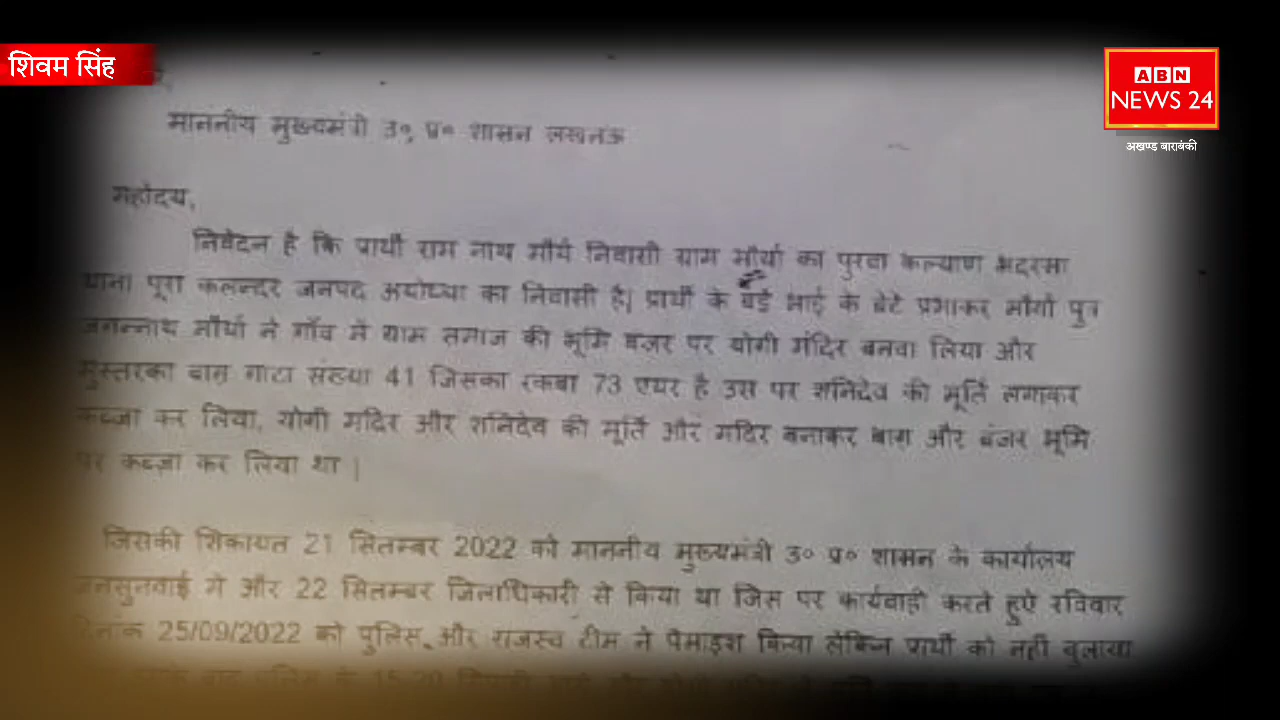 शिवम सिंह
ABN
NEWS 24
अखण्ड बाराबंकी
माननीय मुख्यमंत्री उ०, प्र० शासन लखनऊ
महोदय,
निवेदन है कि प्रार्थी राम नाथ मौर्य निवासी ग्राम मौर्या का पुरवा कल्याण भदरसा
थाना पूरा कलन्दर जनपद अयोध्या का निवासी है। प्रार्थी के बड़े भाई के बेटे प्रभाकर मौर्या पुत्र
जगन्नाथ मौर्या ने गाँव में ग्राम समाज की भूमि बंजर पर योगी मंदिर बनवा लिया और
मुस्तरका बाग़ गाटा संख्या 41 जिसका रकबा 73 एयर है उस पर शनिदेव की मूर्ति लगाकर
कब्जा कर लिया, योगी मंदिर और शनिदेव की मूर्ति और मंदिर बनाकर बाग़ और बंजर भूमि
पर कब्ज़ा कर लिया था |
जिसकी शिकायत 21 सितम्बर 2022 को माननीय मुख्यमंत्री उ० प्र० शासन के कार्यालय
जनसुनवाई में और 22 सितम्बर जिलाधिकारी से किया था जिस पर कार्यवाही करते हुऐ रविवार
दिनांक 25/09/2022 को पुलिस और राजस्व टीम ने पैमाइश किया लेकिन प्रार्थी को नहीं बुलाया